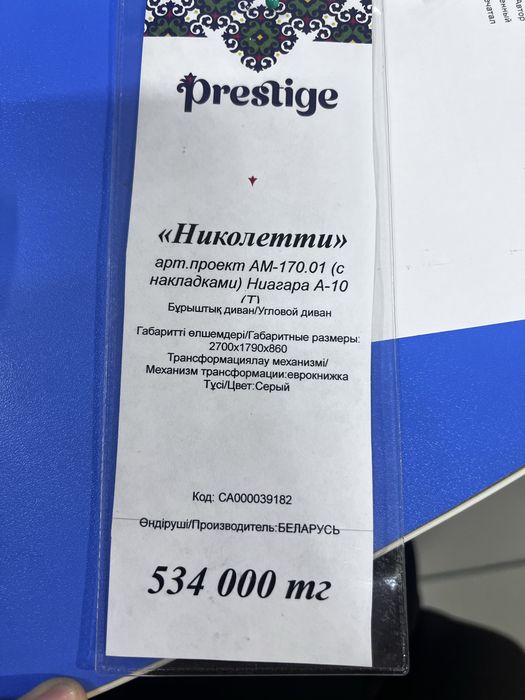 Prestige
«Николетти»
арт.проект АМ-170.01 (с
накладками) Ниагара А-10
(Т)
Бұрыштық диван/Угловой диван
Габаритті өлшемдері/Габаритные размеры:
2700х1790х860
Трансформациялау механизмі/
Механизм трансформации:еврокнижка
Түсі/Цвет:Серый
Код: СА000039182
Өндіруші/Производитель:БЕЛАРУСЬ
534 000 тг
Автор